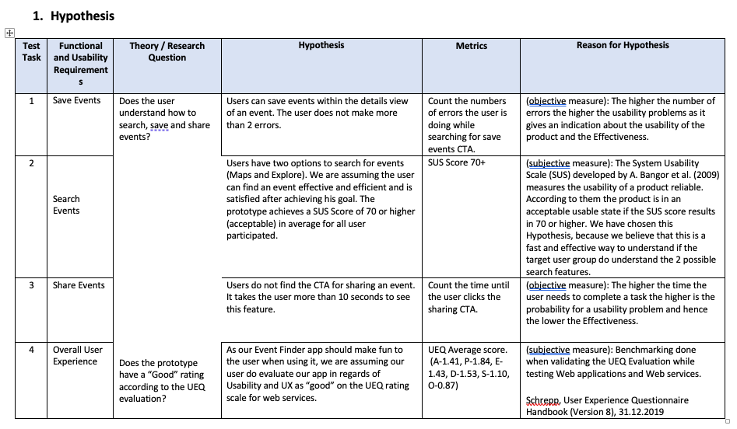 1. Hypothesis
Test
Task
Functional
and Usability
Requirement
s
Theory / Research
Question
Hypothesis
Metrics
Reason for Hypothesis
1
Save Events
Does the user
understand how to
search, save and share
events?
Users can save events within the details view
of an event. The user does not make more
than 2 errors.
Count the numbers
of errors the user is
doing while
searching for save
events CTA.
(objective measure): The higher the number of
errors the higher the usability problems as it
gives an indication about the usability of the
product and the Effectiveness.
2
Search
Events
Users have two options to search for events
(Maps and Explore). We are assuming the user
can find an event effective and efficient and is
satisfied after achieving his goal. The
prototype achieves a SUS Score of 70 or higher
(acceptable) in average for all user
participated.
SUS Score 70+
(subjective measure): The System Usability
Scale (SUS) developed by A. Bangor et al. (2009)
measures the usability of a product reliable.
According to them the product is in an
acceptable usable state if the SUS score results
in 70 or higher. We have chosen this
Hypothesis, because we believe that this is a
fast and effective way to understand if the
target user group do understand the 2 possible
search features.
3
Share Events
Users do not find the CTA for sharing an event.
It takes the user more than 10 seconds to see
this feature.
Count the time until
the user clicks the
sharing CTA.
(objective measure): The higher the time the
user needs to complete a task the higher is the
probability for a usability problem and hence
the lower the Effectiveness.
4
Overall User
Experience
Does the prototype
have a "Good" rating
according to the UEQ
evaluation?
As our Event Finder app should make fun to
the user when using it, we are assuming our
user do evaluate our app in regards of
Usability and UX as "good" on the UEQ rating
scale for web services.
UEQ Average score.
(A-1.41, P-1.84, E-
1.43, D-1.53, S-1.10,
O-0.87)
(subjective measure): Benchmarking done
when validating the UEQ Evaluation while
testing Web applications and Web services.
Schrepp, User Experience Questionnaire
Handbook (Version 8), 31.12.2019